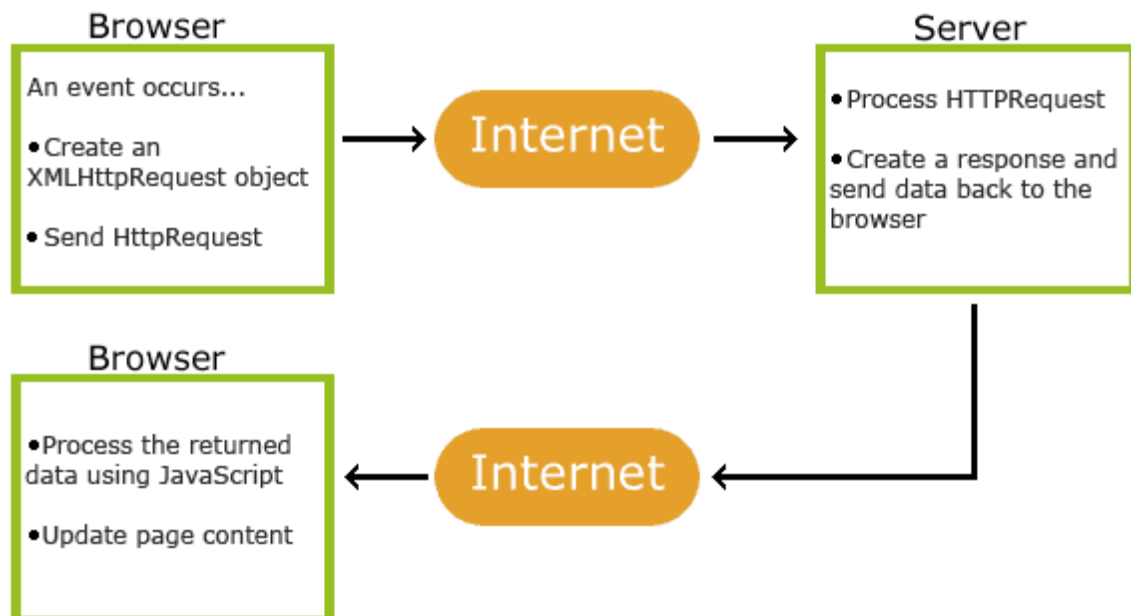 Browser
An event occurs...
•Create an
XMLHttpRequest object
• Send HttpRequest
Internet
Server
•Process HTTPRequest
•Create a response and
send data back to the
browser
Browser
•Process the returned
data using JavaScript
•Update page content
Internet